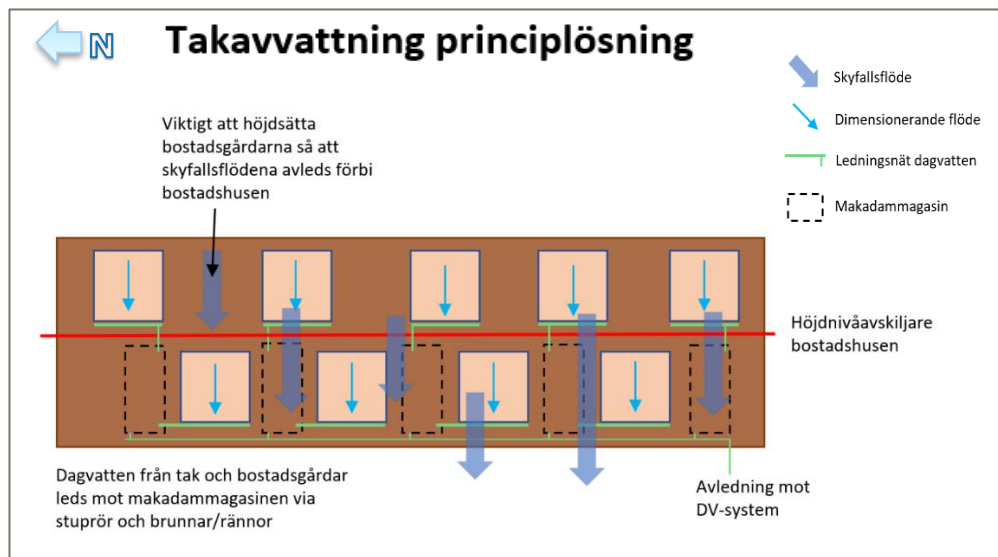 N
Takavvattning principlösning
Skyfallsflöde
Dimensionerande flöde
Ledningsnät dagvatten
Makadammagasin
Viktigt att höjdsätta
bostadsgårdarna så att
skyfallsflödena avleds förbi
bostadshusen
Höjdnivåavskiljare
bostadshusen
Dagvatten från tak och bostadsgårdar
leds mot makadammagasinen via
stuprör och brunnar/rännor
Avledning mot
DV-system